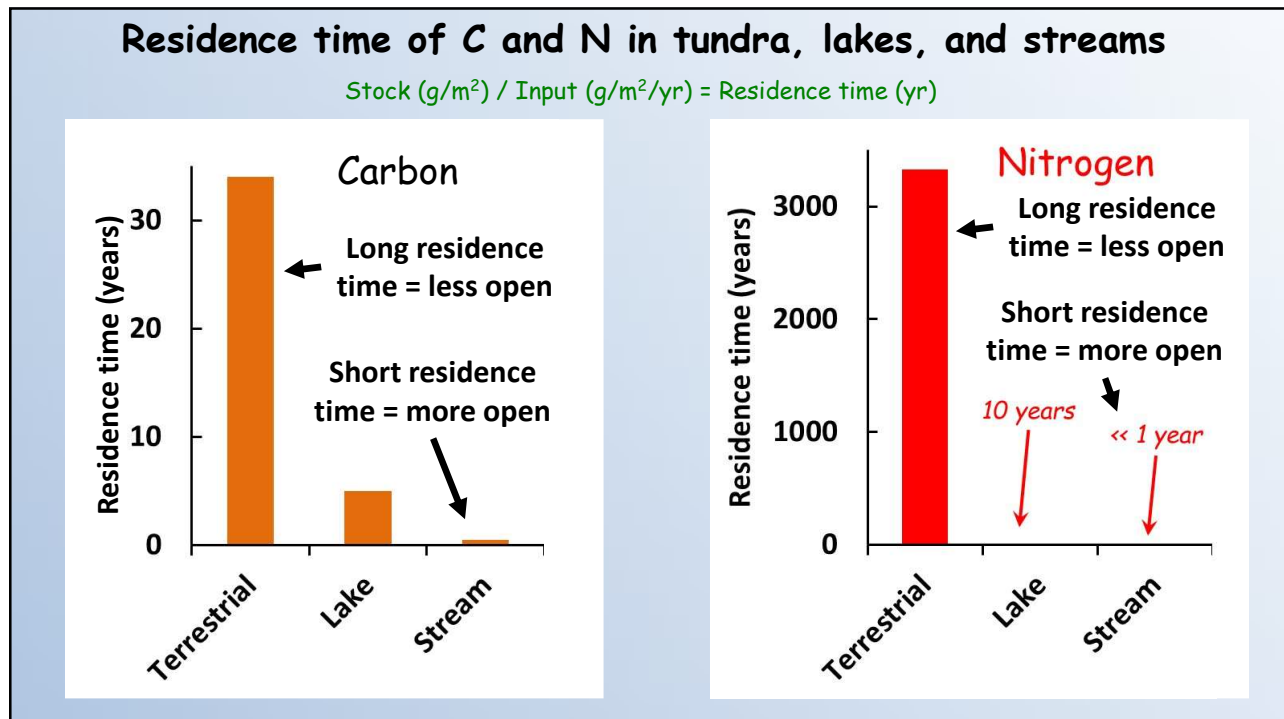 Residence time of C and N in tundra, lakes, and streams
Stock (g/m²) / Input (g/m²/yr) = Residence time (yr)
Carbon
Residence time (years)
30
20
10
0
Long residence
time = less open
Short residence
time = more open
Terrestrial
Lake
Stream
Nitrogen
Residence time (years)
3000
2000
1000
0
Long residence
time = less open
Short residence
time = more open
10 years
<< 1 year
Terrestrial
Lake
Stream